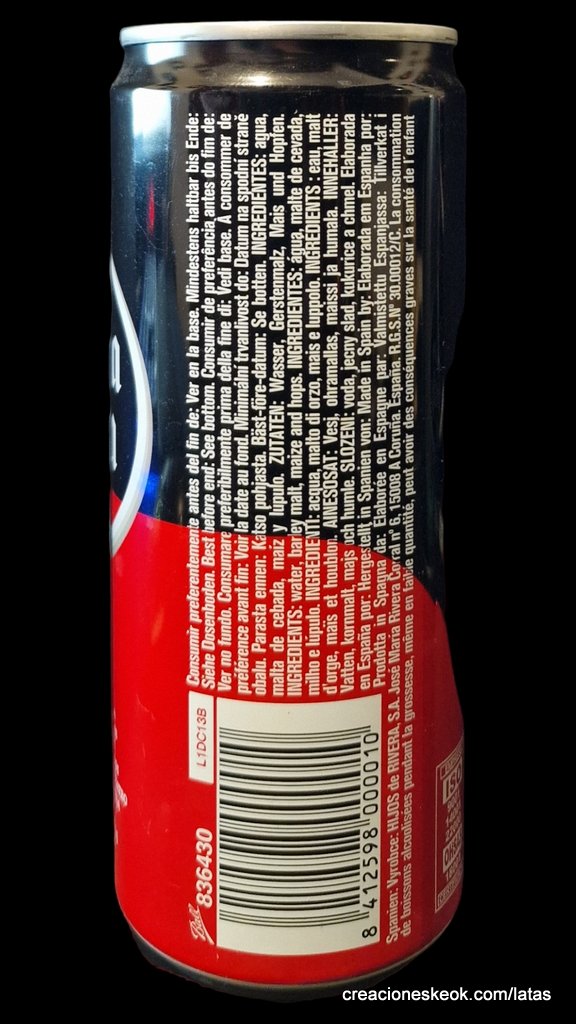 Consumir preferentemente antes del fin de: Ver en la base. Mindestens haltbar bis Ende:
Siehe Dosenboden. Best before end: See bottom. Consumir de preferência antes do fim de:
Ver no fundo. Consumare preferibilmente prima della fine di: Vedi base. À consommer de
préférence avant fin: Voir la date au fond. Minimální trvanlivost do: Datum na spodní straně
obalu. Parasta ennen: Katso pohjasta. Bäst-före-datum: Se botten. INGREDIENTES: agua,
malta de cebada, maíz y lupulo. ZUTATEN: Wasser, Gerstenmalz, Mais und Hopfen.
INGREDIENTS: water, barley malt, maize and hops. INGREDIENTES: água, malte de cevada,
milho e lúpulo. INGREDIENTI: acqua, malto di orzo, mais e luppolo. INGRÉDIENTS : eau, malt
d'orge, maïs et houblon. AINESOSAT: Vesi, ohramallas, maissi ja humala. INNEHÅLLER:
Vatten, kornmalt, majs och humle. SLOŽENÍ: voda, ječný slad, kukuřice a chmel. Elaborada
en España por: Hergestellt in Spanien von: Made in Spain by: Elaborada em Espanha por:
Prodotta in Spagna da: Élaborée en Espagne par: Valmistettu Espanjassa: Tillverkat i
Spanien: Vyrobce: HIJOS de RIVERA, S.A. José María Rivera Corral nº 6, 15008 A Coruña. España. R.G.S.Nº 30.00012/C. La consommation
de boissons alcoolisées pendant la grossesse, même en faible quantité, peut avoir des conséquences graves sur la santé de l'enfant
L1DC13B
Ball
836430
8 412598 000010
ISO
creacioneskeok.com/latas